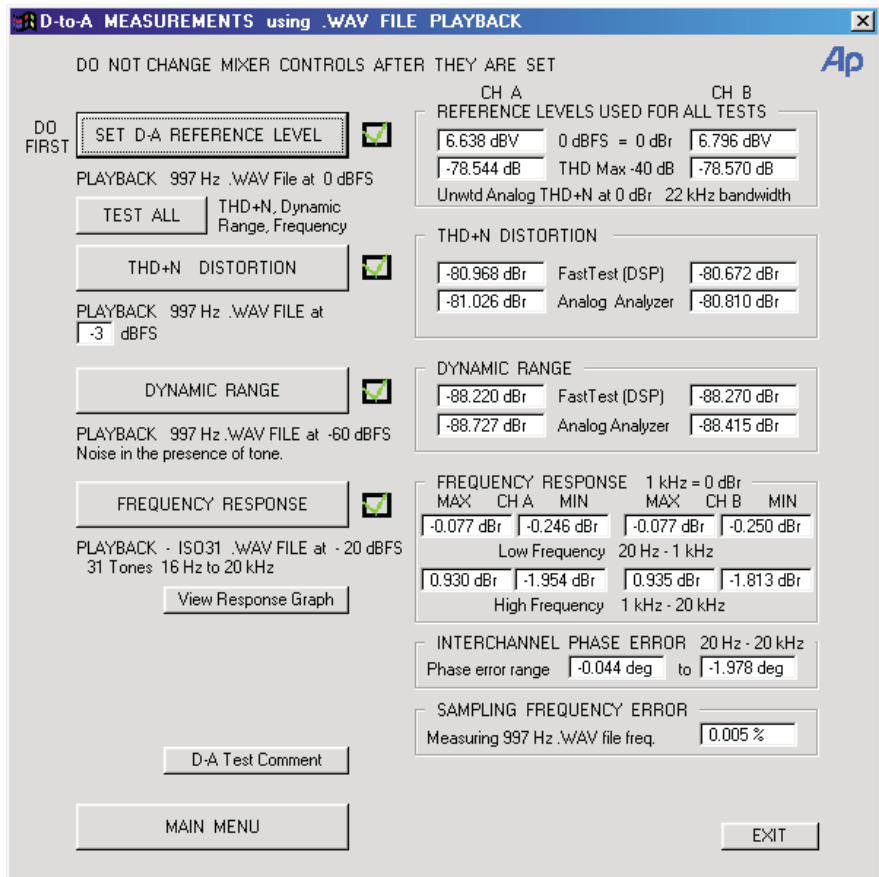 D-to-A MEASUREMENTS using .WAV FILE PLAYBACK
DO NOT CHANGE MIXER CONTROLS AFTER THEY ARE SET
Ap
DO FIRST
SET D-A REFERENCE LEVEL
PLAYBACK 997 Hz .WAV File at 0 dBFS
TEST ALL
THD+N, Dynamic
Range, Frequency
THD+N DISTORTION
PLAYBACK 997 Hz .WAV FILE at
-3 dBFS
DYNAMIC RANGE
PLAYBACK 997 Hz .WAV FILE at -60 dBFS
Noise in the presence of tone.
FREQUENCY RESPONSE
PLAYBACK - ISO31 .WAV FILE at - 20 dBFS
31 Tones 16 Hz to 20 kHz
View Response Graph
D-A Test Comment
MAIN MENU
CH A CH B
REFERENCE LEVELS USED FOR ALL TESTS
6.638 dBV 0 dBFS = 0 dBr 6.796 dBV
-78.544 dB THD Max -40 dB -78.570 dB
Unwtd Analog THD+N at 0 dBr 22 kHz bandwidth
THD+N DISTORTION
-80.968 dBr FastTest (DSP) -80.672 dBr
-81.026 dBr Analog Analyzer -80.810 dBr
DYNAMIC RANGE
-88.220 dBr FastTest (DSP) -88.270 dBr
-88.727 dBr Analog Analyzer -88.415 dBr
FREQUENCY RESPONSE 1 kHz = 0 dBr
MAX CH A MIN MAX CH B MIN
-0.077 dBr -0.246 dBr -0.077 dBr -0.250 dBr
Low Frequency 20 Hz - 1 kHz
0.930 dBr -1.954 dBr 0.935 dBr -1.813 dBr
High Frequency 1 kHz - 20 kHz
INTERCHANNEL PHASE ERROR 20 Hz - 20 kHz
Phase error range -0.044 deg to -1.978 deg
SAMPLING FREQUENCY ERROR
Measuring 997 Hz .WAV file freq. 0.005 %
EXIT